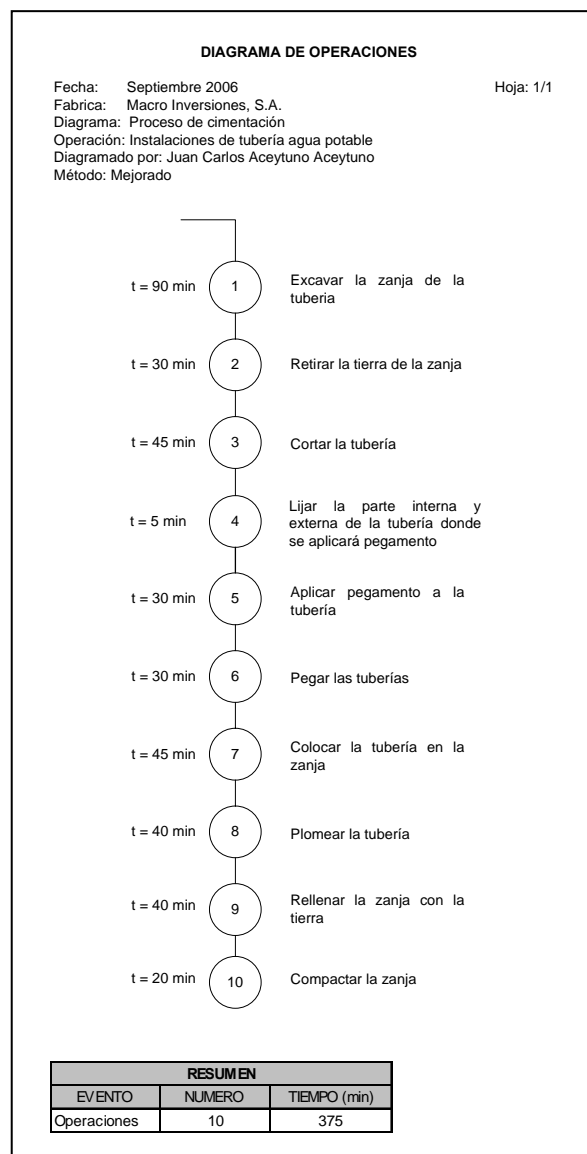 DIAGRAMA DE OPERACIONES
Fecha: Septiembre 2006 Hoja: 1/1
Fabrica: Macro Inversiones, S.A.
Diagrama: Proceso de cimentación
Operación: Instalaciones de tubería agua potable
Diagramado por: Juan Carlos Aceytuno Aceytuno
Método: Mejorado
t = 90 min 1 Excavar la zanja de la
tuberia
t = 30 min 2 Retirar la tierra de la zanja
t = 45 min 3 Cortar la tubería
t = 5 min 4 Lijar la parte interna y
externa de la tubería donde
se aplicará pegamento
t = 30 min 5 Aplicar pegamento a la
tubería
t = 30 min 6 Pegar las tuberías
t = 45 min 7 Colocar la tubería en la
zanja
t = 40 min 8 Plomear la tubería
t = 40 min 9 Rellenar la zanja con la
tierra
t = 20 min 10 Compactar la zanja
RESUMEN
EVENTO NUMERO TIEMPO (min)
Operaciones 10 375